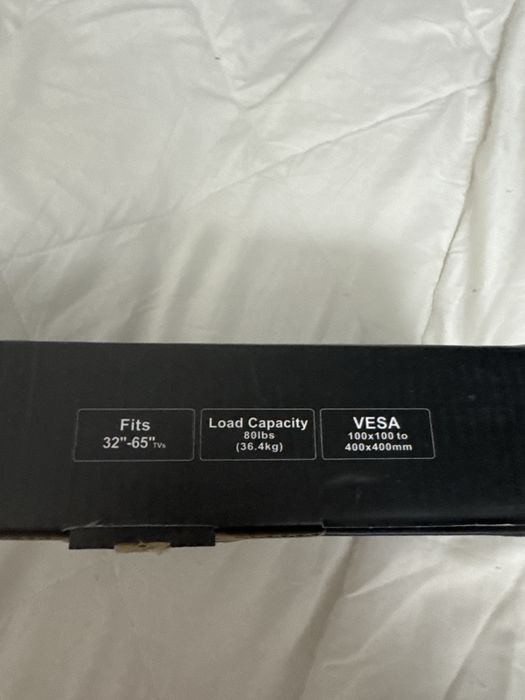 Fits
32"-65"TVs
Load Capacity
80lbs
(36.4kg)
VESA
100x100 to
400x400mm